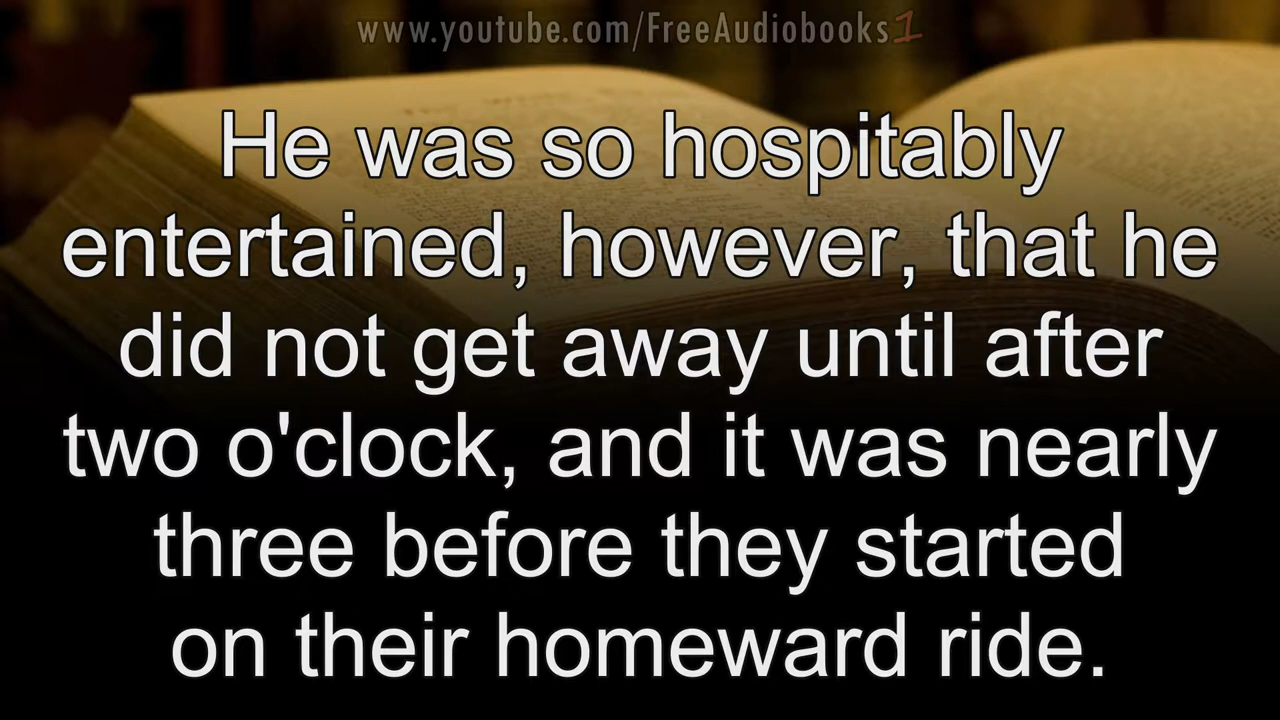 www.youtube.com/FreeAudiobooks1
He was so hospitably
entertained, however, that he
did not get away until after
two o'clock, and it was nearly
three before they started
on their homeward ride.